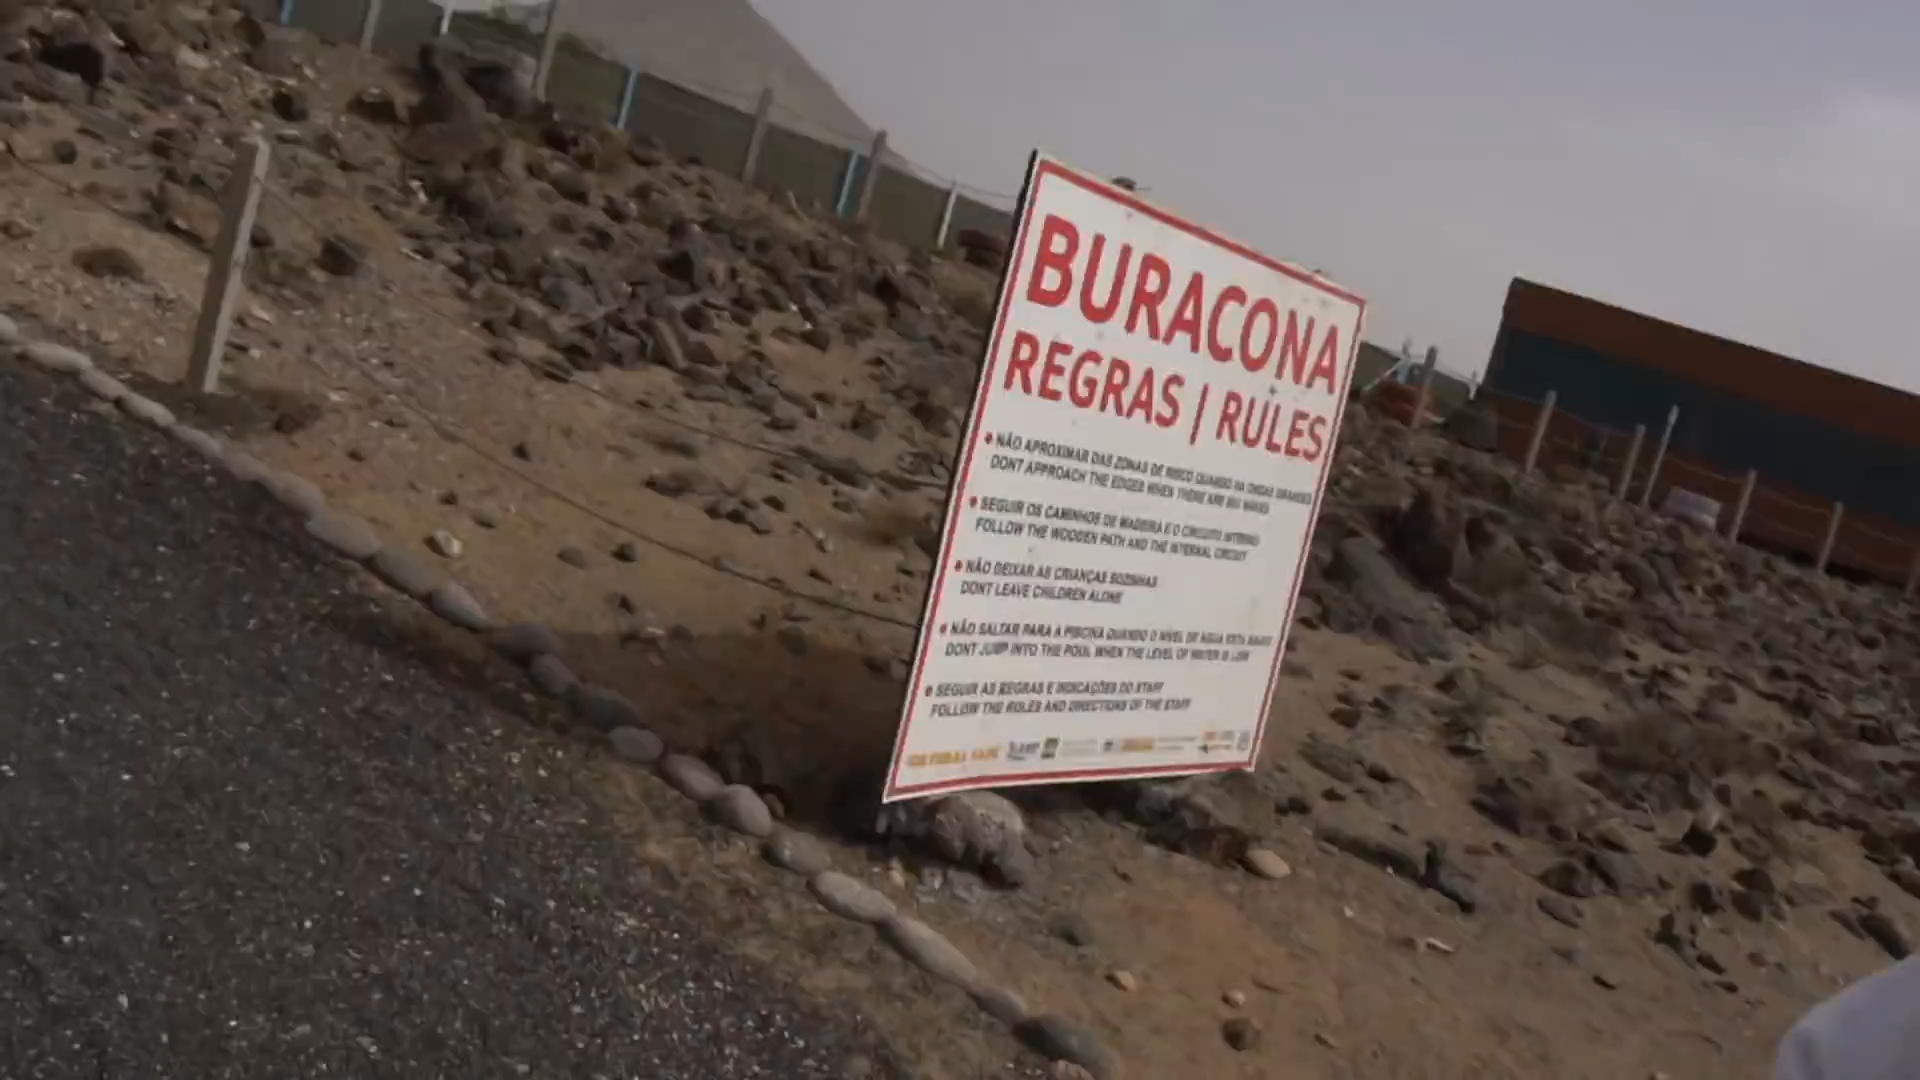 BURACONA
REGRAS | RULES
NÃO APROXIMAR DAS ZONAS DE RISCO QUANDO HA ONDAS GRANDES
DONT APPROACH THE EDGES WHEN THERE ARE BIG WAVES
SEGUIR OS CAMINHOS DE MADEIRA E O CIRCUITO INTERNO
FOLLOW THE WOODEN PATH AND THE INTERNAL CIRCUIT
NÃO DEIXAR AS CRIANÇAS SOZINHAS
DONT LEAVE CHILDREN ALONE
NÃO SALTAR PARA A PISCINA QUANDO O NIVEL DE AGUA ESTA BAIXO
DONT JUMP INTO THE POOL WHEN THE LEVEL OF WATER IS LOW
SEGUIR AS REGRAS E INDICAÇÕES DO STAFF
FOLLOW THE RULES AND DIRECTIONS OF THE STAFF